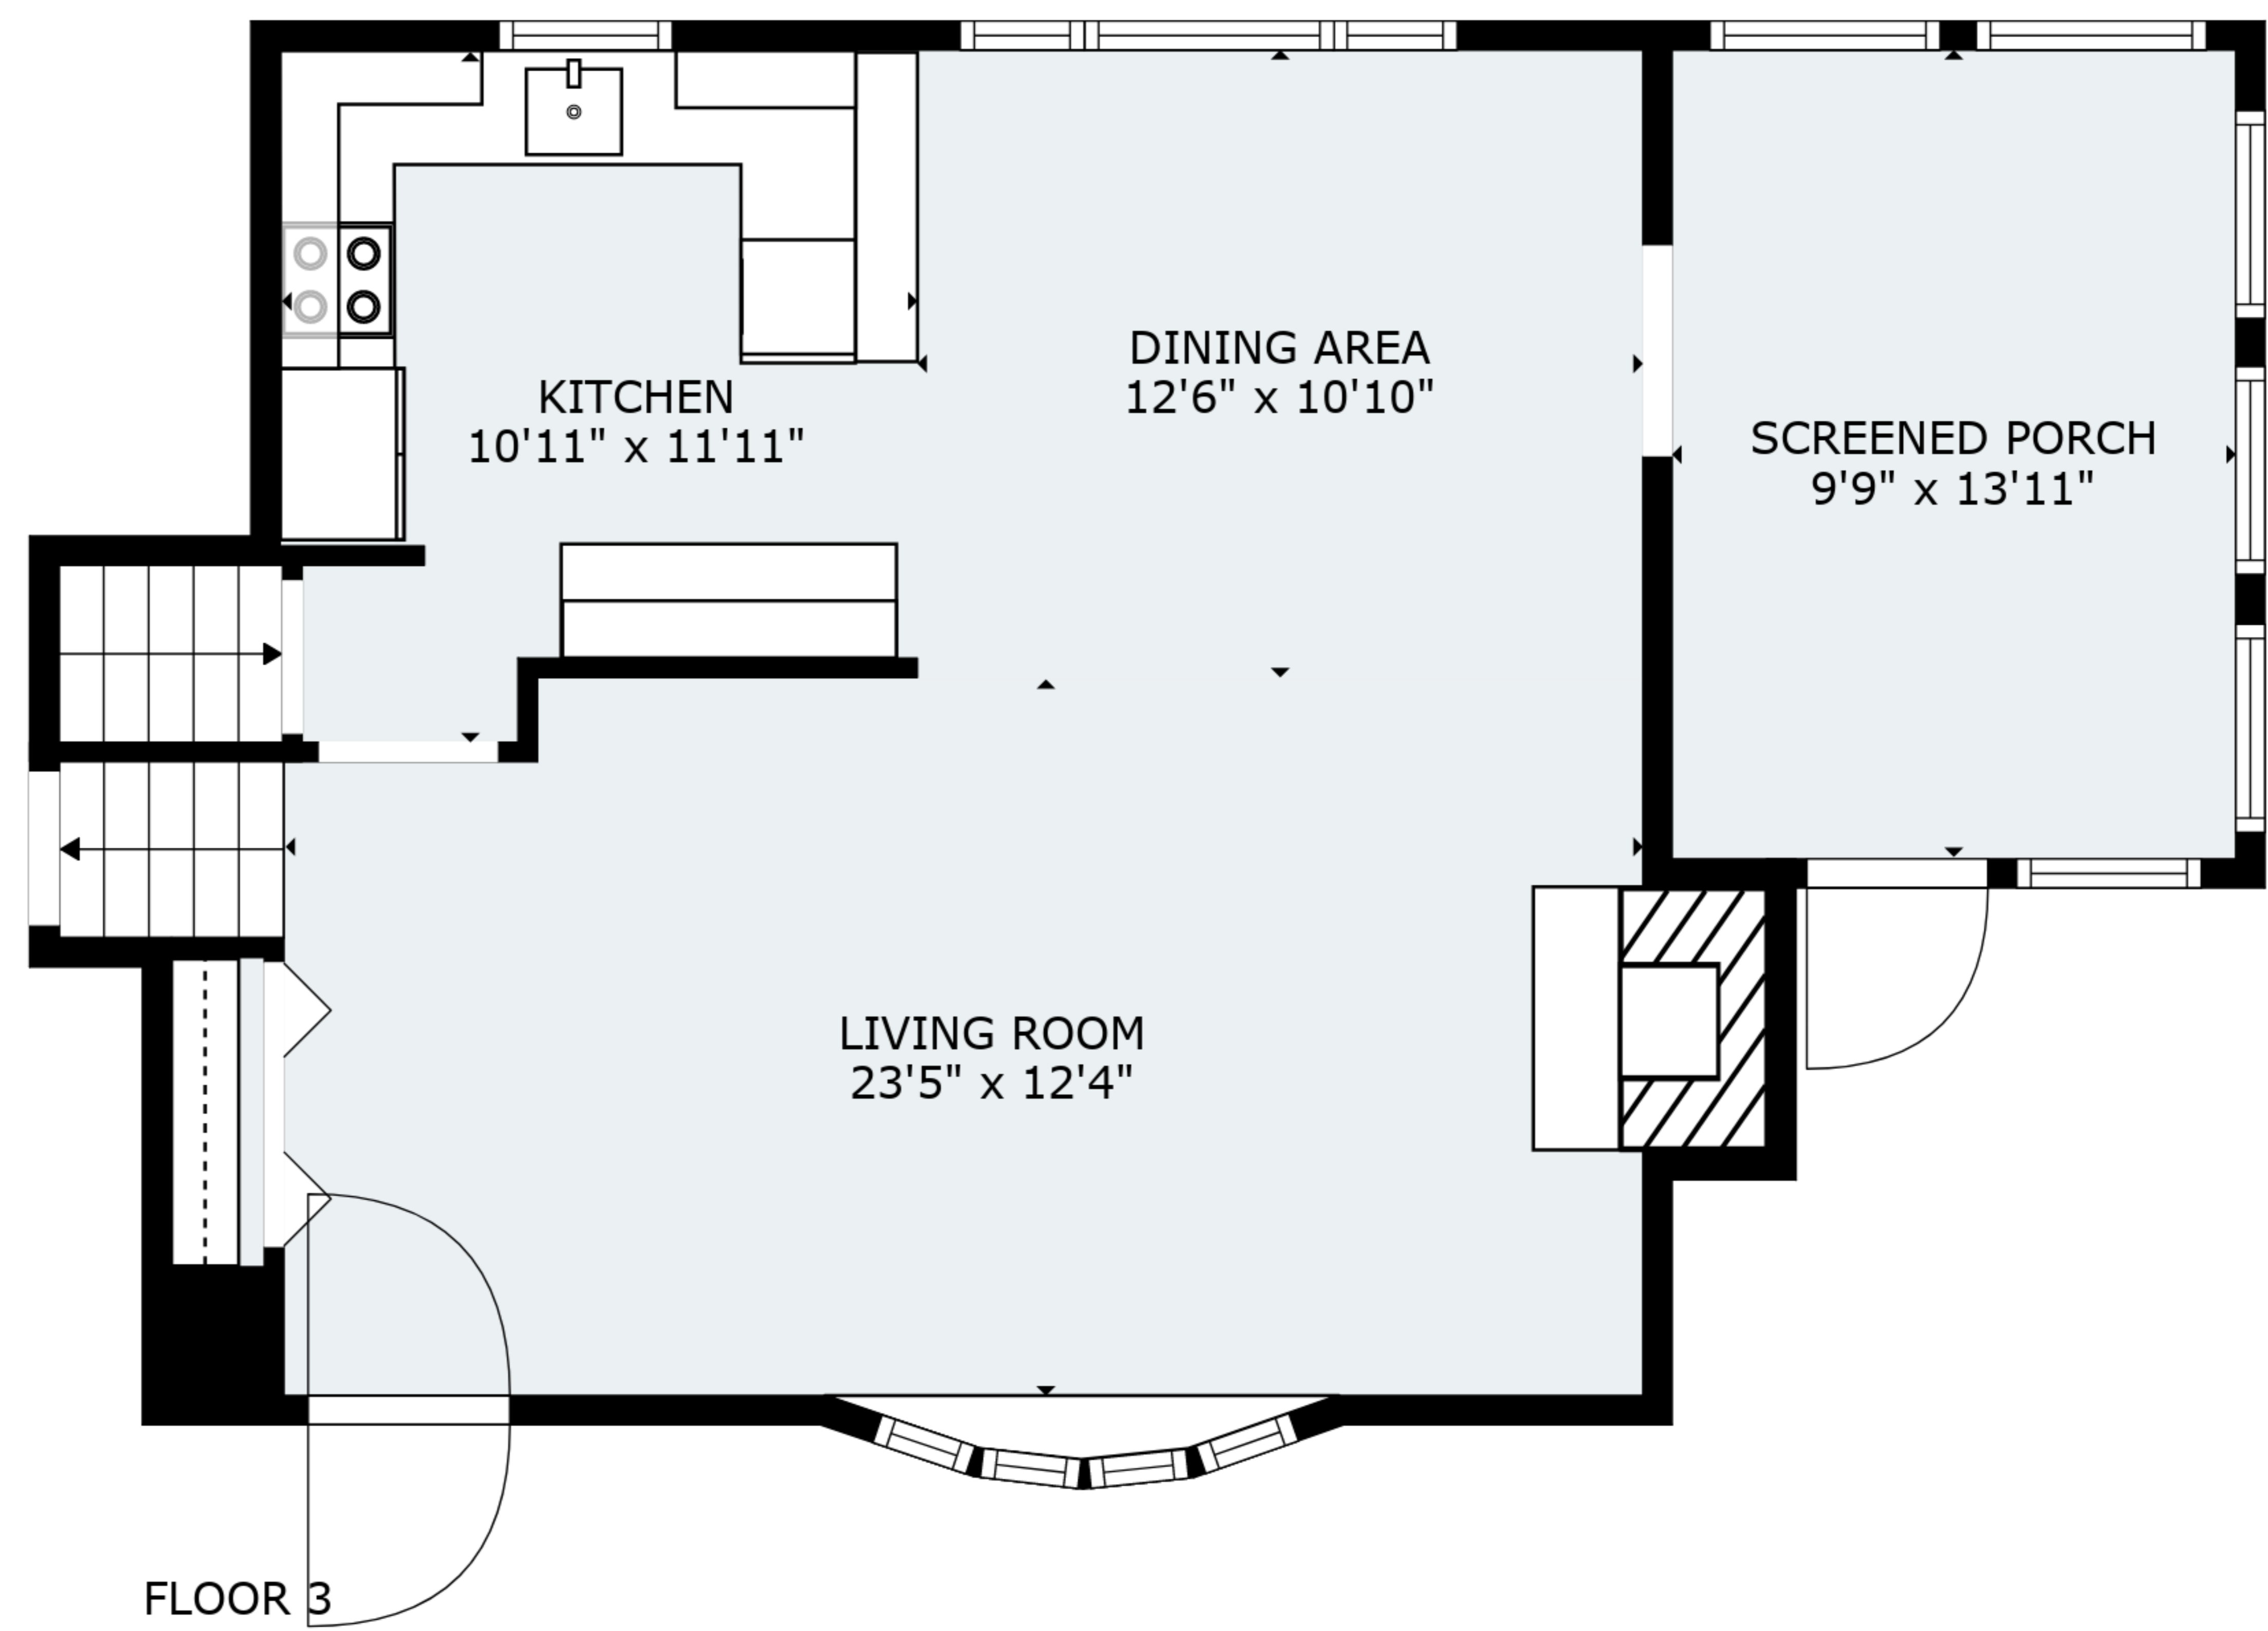 DINING AREA
12'6" x 10'10"
KITCHEN
10'11" x 11'11"
SCREENED PORCH
9'9" x 13'11"
LIVING ROOM
23'5" x 12'4"
FLOOR 3